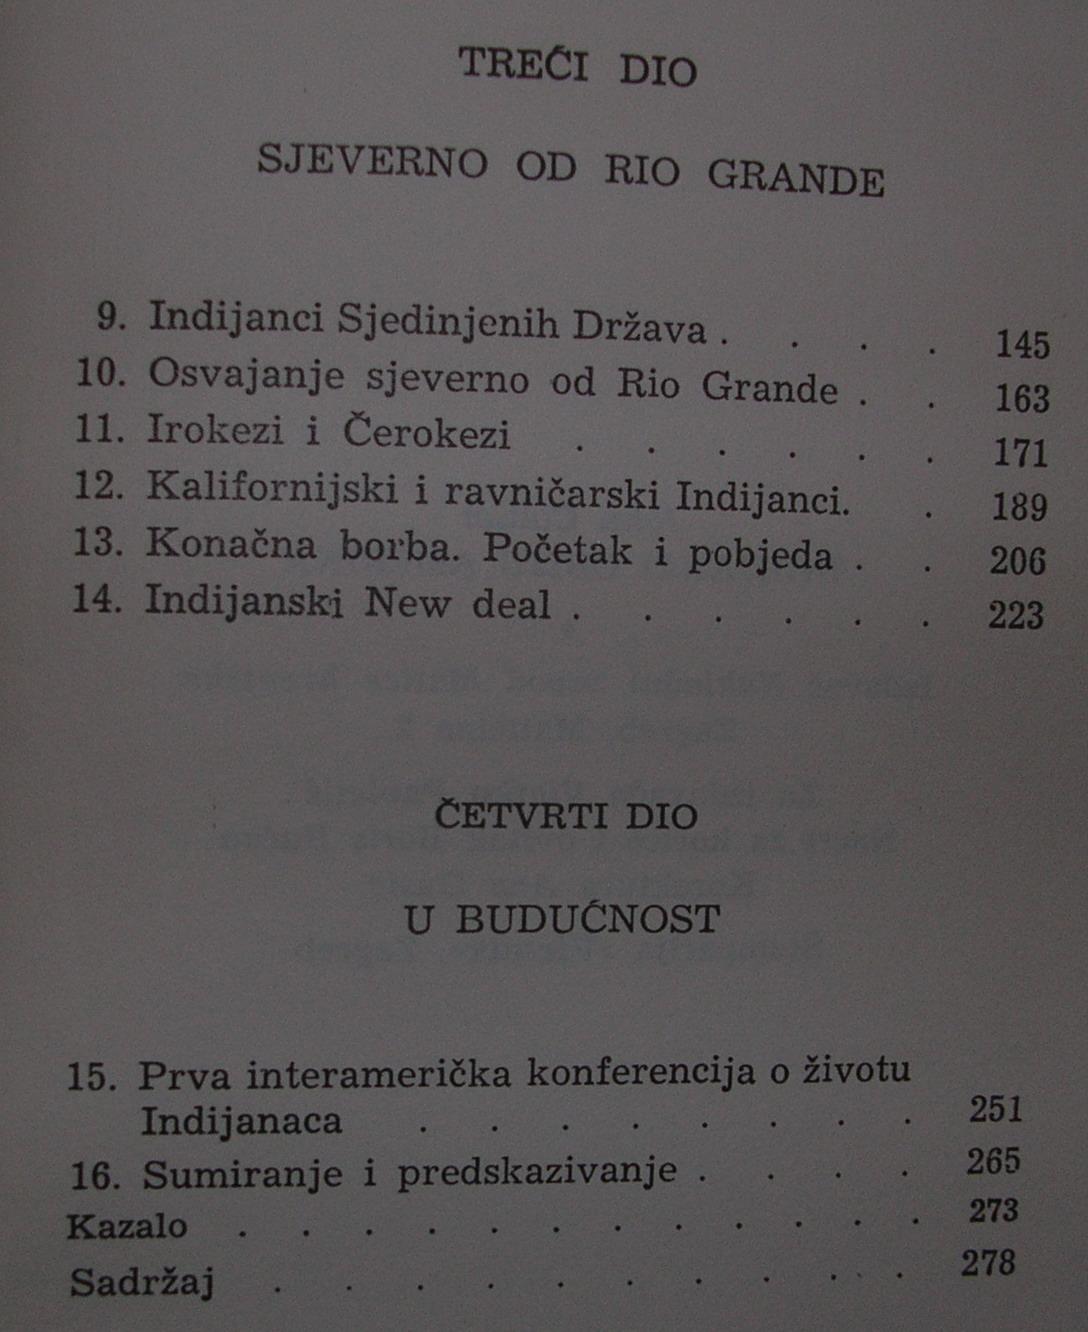 TREĆI DIO
SJEVERNO OD RIO GRANDE
9. Indijanci Sjedinjenih Država . . . . 145
10. Osvajanje sjeverno od Rio Grande . . 163
11. Irokezi i Čerokezi . . . . . . 171
12. Kalifornijski i ravničarski Indijanci. . 189
13. Konačna borba. Početak i pobjeda . . 206
14. Indijanski New deal . . . . . . 223
ČETVRTI DIO
U BUDUĆNOST
15. Prva interamerička konferencija o životu
Indijanaca . . . . . . . . 251
16. Sumiranje i predskazivanje . . . . 265
Kazalo . . . . . . . . . . . 273
Sadržaj . . . . . . . . . . 278